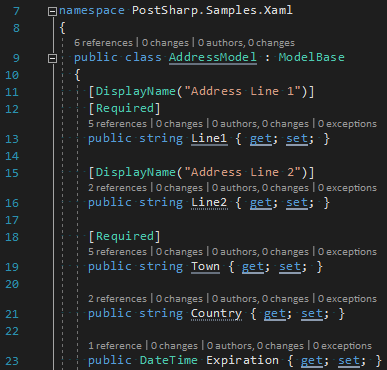 7 namespace PostSharp.Samples.Xaml
8 {
6 references | 0 changes | 0 authors, 0 changes
9 public class AddressModel : ModelBase
10 {
11 [DisplayName("Address Line 1")]
12 [Required]
5 references | 0 changes | 0 authors, 0 changes | 0 exceptions
13 public string Line1 { get; set; }
14
15 [DisplayName("Address Line 2")]
2 references | 0 changes | 0 authors, 0 changes | 0 exceptions
16 public string Line2 { get; set; }
17
18 [Required]
5 references | 0 changes | 0 authors, 0 changes | 0 exceptions
19 public string Town { get; set; }
20
2 references | 0 changes | 0 authors, 0 changes | 0 exceptions
21 public string Country { get; set; }
22
1 reference | 0 changes | 0 authors, 0 changes | 0 exceptions
23 public DateTime Expiration { get; set; }